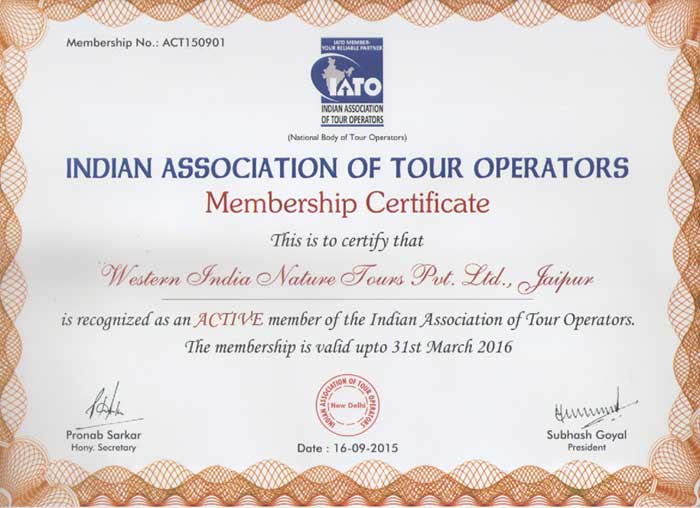 Membership No.: ACT150901
IATO MEMBER-
YOUR RELIABLE PARTNER
IATO
INDIAN ASSOCIATION
OF TOUR OPERATORS
(National Body of Tour Operators)
INDIAN ASSOCIATION OF TOUR OPERATORS
Membership Certificate
This is to certify that
Western India Nature Tours Pvt. Ltd., Jaipur
is recognized as an ACTIVE member of the Indian Association of Tour Operators.
The membership is valid upto 31st March 2016
INDIAN ASSOCIATION OF TOUR OPERATORS
New Delhi
Pronab Sarkar
Hony. Secretary
Date : 16-09-2015
Subhash Goyal
President